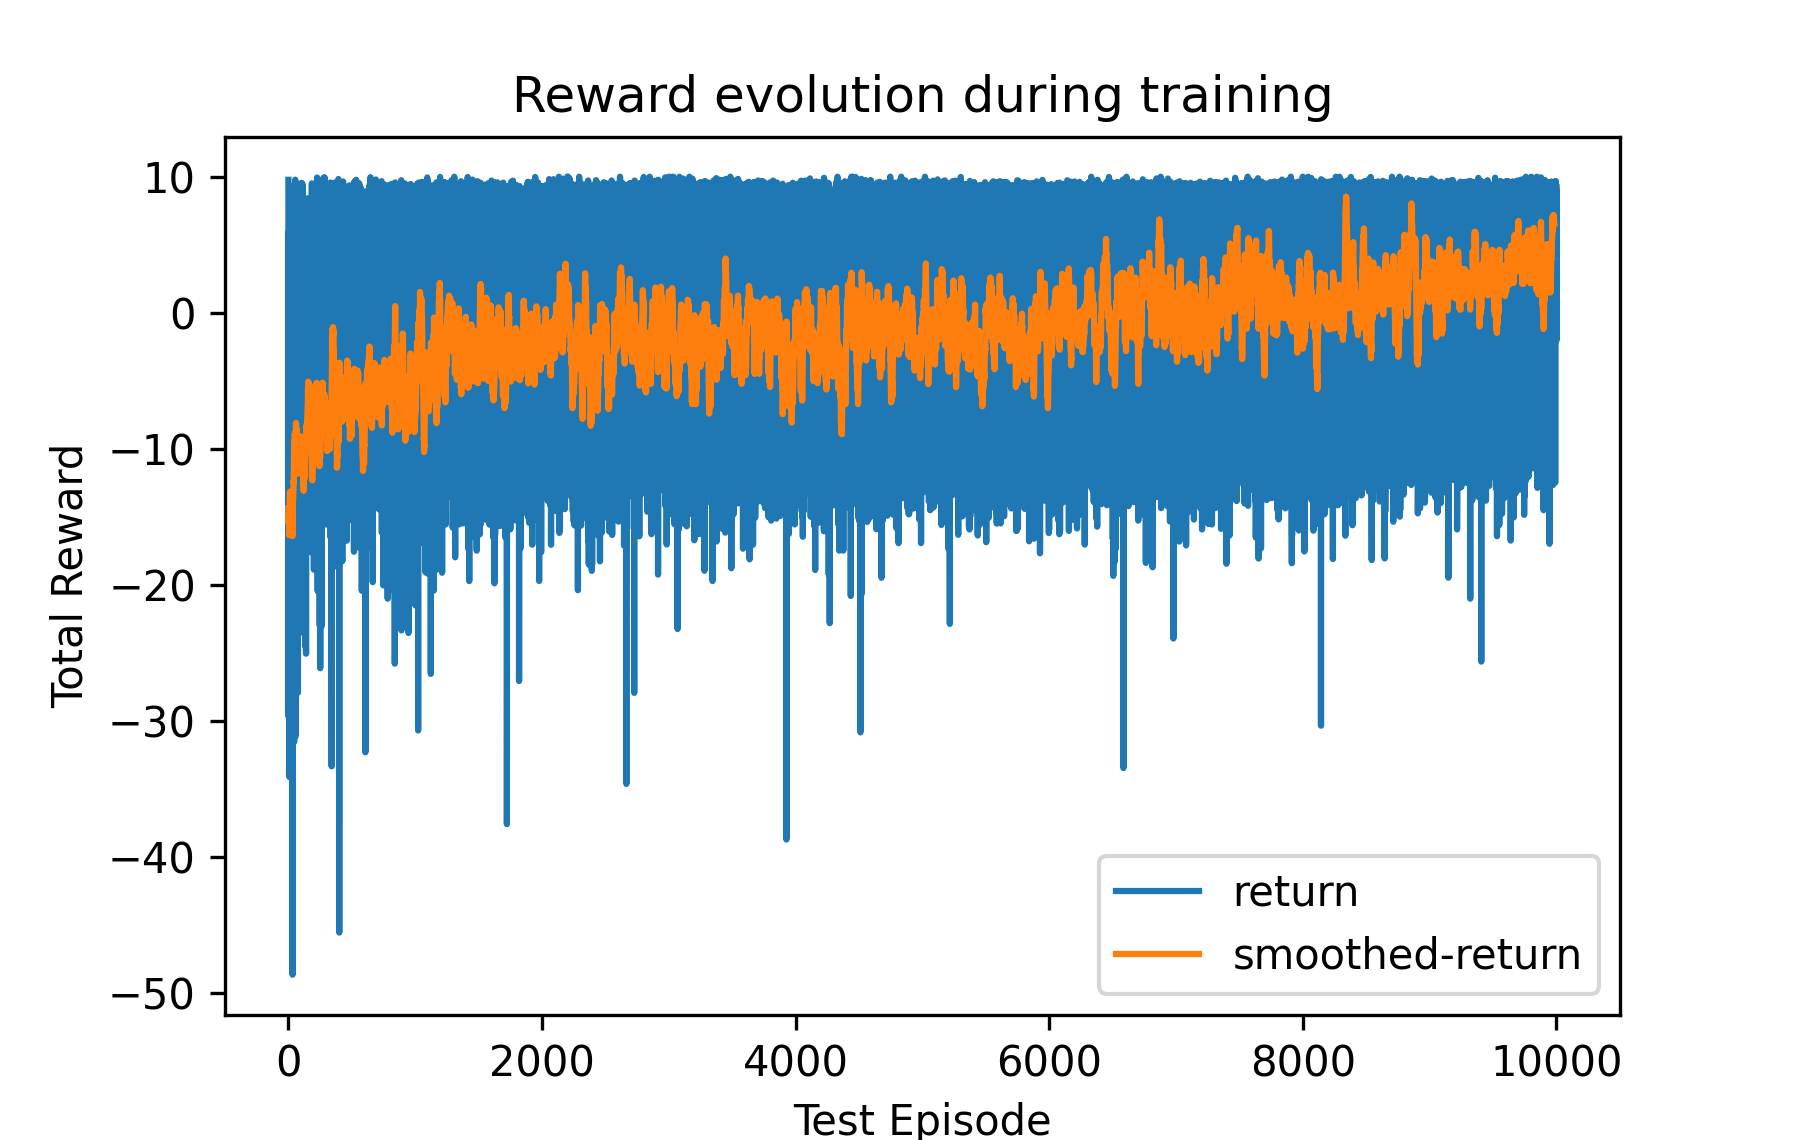 Reward evolution during training
10
0
−10
−20
−30
−40
−50
Total Reward
return
smoothed-return
0 2000 4000 6000 8000 10000
Test Episode